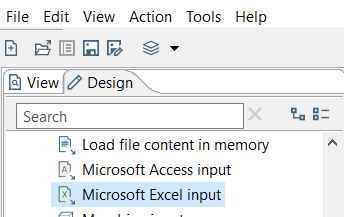 File Edit View Action Tools Help
View Design
Search
Load file content in memory
Microsoft Access input
Microsoft Excel input